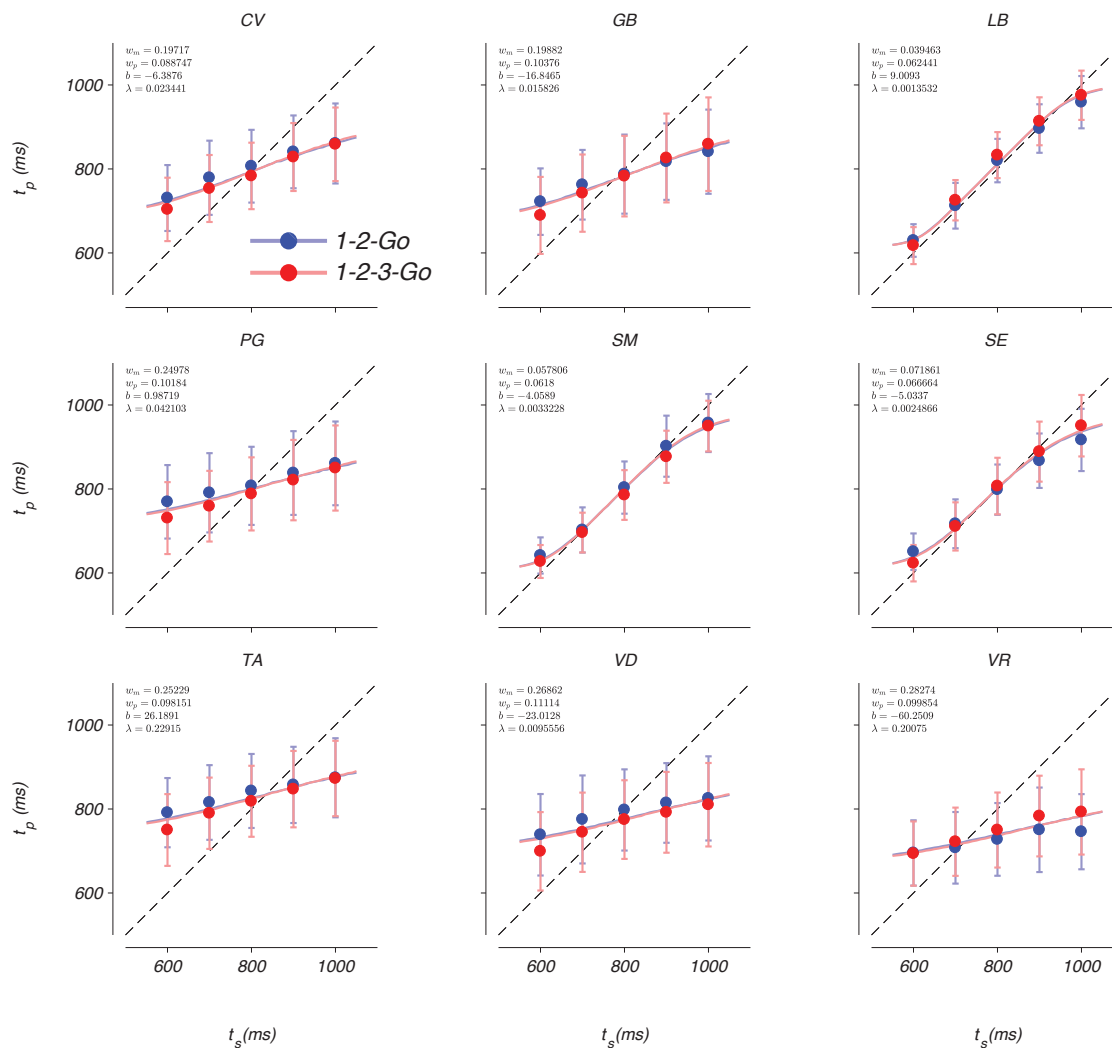 CV
w_m = 0.19717
w_p = 0.088747
b = −6.3876
λ = 0.023441
t_p (ms)
1000
800
600
1-2-Go
1-2-3-Go
GB
w_m = 0.19882
w_p = 0.10376
b = −16.8465
λ = 0.015826
LB
w_m = 0.039463
w_p = 0.062441
b = 9.0093
λ = 0.0013532
PG
w_m = 0.24978
w_p = 0.10184
b = 0.98719
λ = 0.042103
t_p (ms)
1000
800
600
SM
w_m = 0.057806
w_p = 0.0618
b = −4.0589
λ = 0.0033228
SE
w_m = 0.071861
w_p = 0.066664
b = −5.0337
λ = 0.0024866
TA
w_m = 0.25229
w_p = 0.098151
b = 26.1891
λ = 0.22915
t_p (ms)
1000
800
600
600 800 1000
t_s(ms)
VD
w_m = 0.26862
w_p = 0.11114
b = −23.0128
λ = 0.0095556
600 800 1000
t_s(ms)
VR
w_m = 0.28274
w_p = 0.099854
b = −60.2509
λ = 0.20075
600 800 1000
t_s(ms)